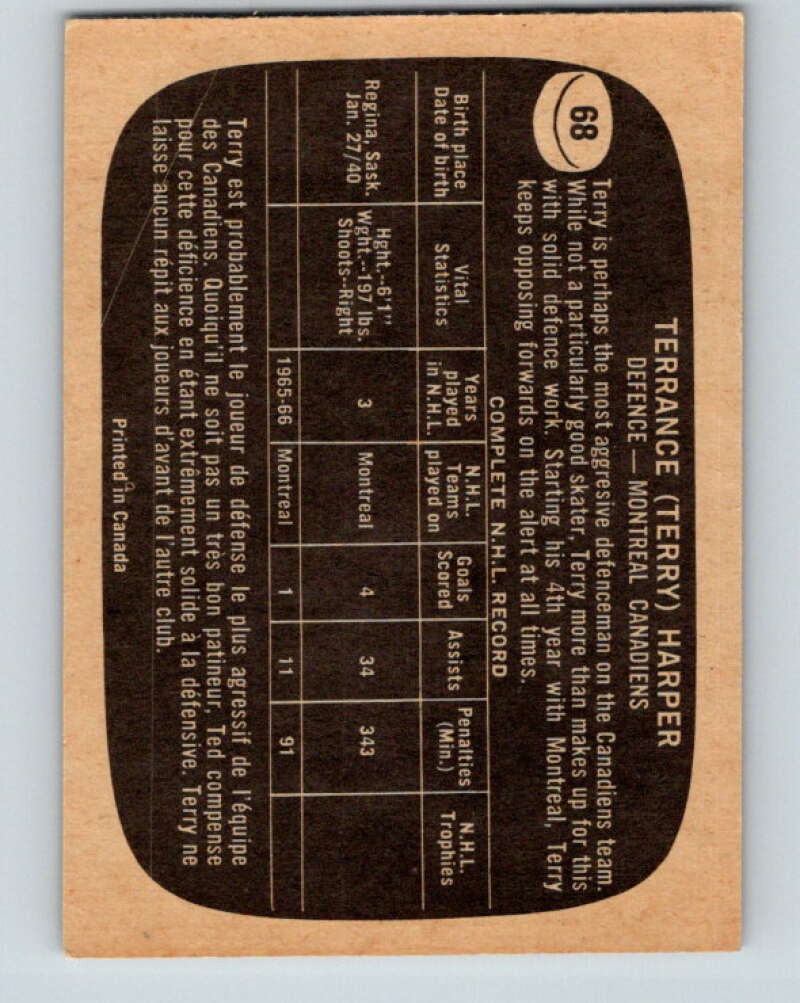 68
TERRANCE (TERRY) HARPER
DEFENCE — MONTREAL CANADIENS
Terry is perhaps the most aggresive defenceman on the Canadiens team.
While not a particularly good skater, Terry more than makes up for this
with solid defence work. Starting his 4th year with Montreal, Terry
keeps opposing forwards on the alert at all times.
COMPLETE N.H.L. RECORD
Birth place Date of birth
Vital Statistics
Years played in N.H.L.
N.H.L. Teams played on
Goals Scored
Assists
Penalties (Min.)
N.H.L. Trophies
Regina, Sask. Jan. 27/40
Hght.--6'1" Wght.--197 lbs. Shoots--Right
3 Montreal 4 34 343
1965-66 Montreal 1 11 91
Terry est probablement le joueur de défense le plus agressif de l'équipe
des Canadiens. Quoiqu'il ne soit pas un très bon patineur, Ted compense
pour cette déficience en étant extrêmement solide à la défensive. Terry ne
laisse aucun répit aux joueurs d'avant de l'autre club.
Printed in Canada